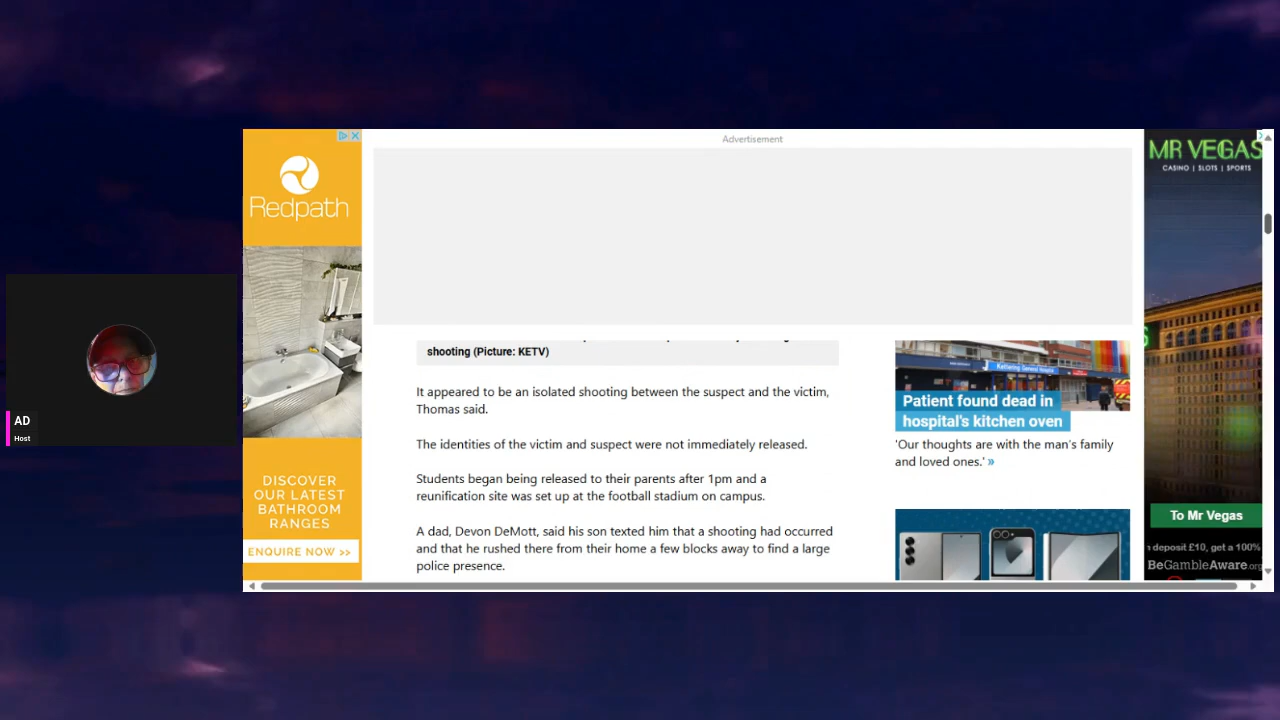 Advertisement
Redpath
DISCOVER
OUR LATEST
BATHROOM
RANGES
ENQUIRE NOW >>
AD
Host
shooting (Picture: KETV)
It appeared to be an isolated shooting between the suspect and the victim,
Thomas said.
The identities of the victim and suspect were not immediately released.
Students began being released to their parents after 1pm and a
reunification site was set up at the football stadium on campus.
A dad, Devon DeMott, said his son texted him that a shooting had occurred
and that he rushed there from their home a few blocks away to find a large
police presence.
Kettering General Hospital
Patient found dead in
hospital's kitchen oven
'Our thoughts are with the man's family
and loved ones.' »
MR VEGAS
CASINO | SLOTS | SPORTS
To Mr Vegas
deposit £10, get a 100%
BeGambleAware.org